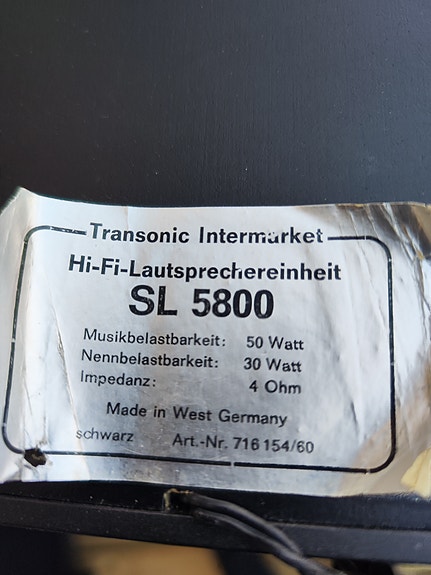 Transonic Intermarket
Hi-Fi-Lautsprechereinheit
SL 5800
Musikbelastbarkeit: 50 Watt
Nennbelastbarkeit: 30 Watt
Impedanz: 4 Ohm
Made in West Germany
schwarz Art.-Nr. 716 154/60